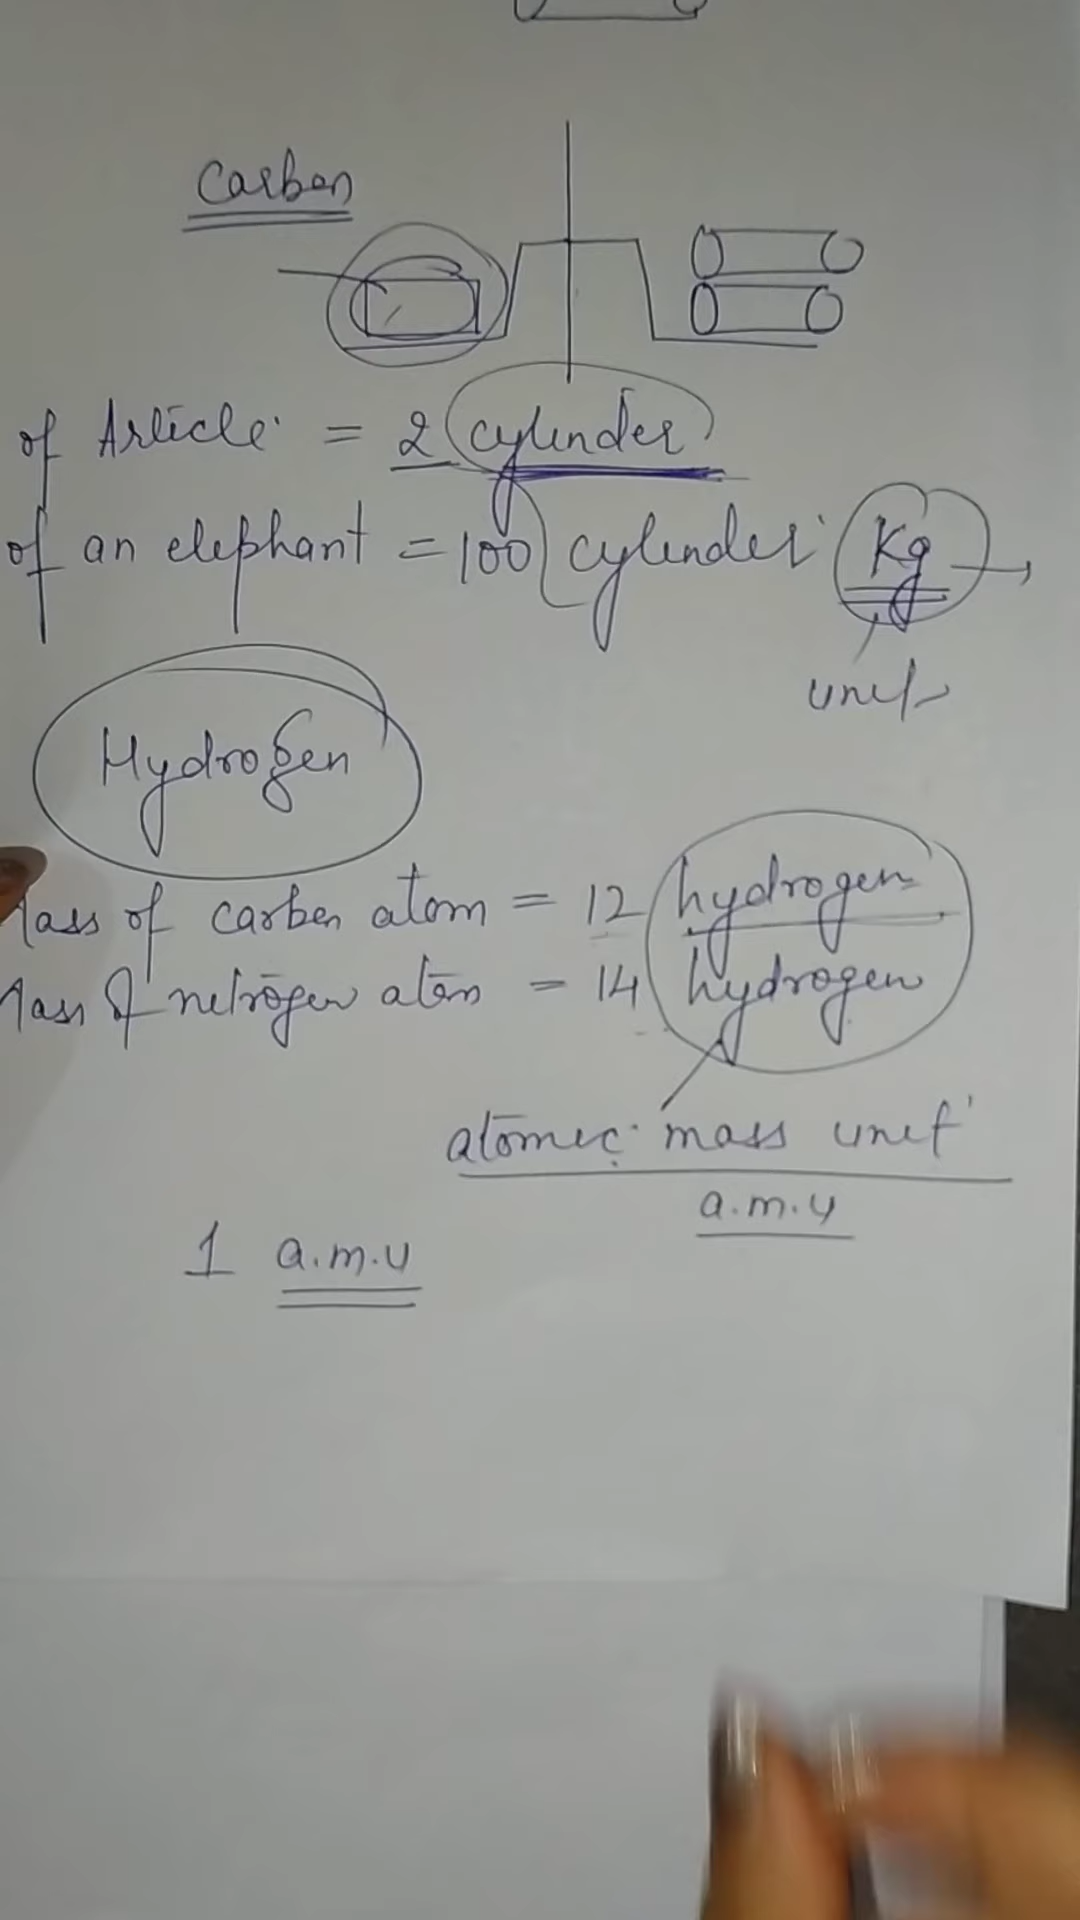 Carbon
of Article = 2 cylinder
of an elephant = 100 cylinder Kg
unit
Hydrogen
Mass of carbon atom = 12 hydrogen
Mass of nitrogen atom = 14 hydrogen
atomic mass unit
a.m.u
1 a.m.u